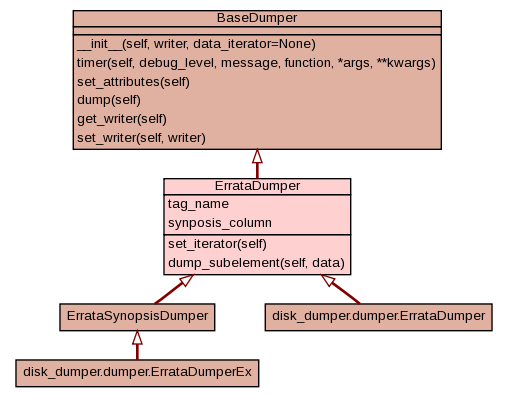 BaseDumper
__init__(self, writer, data_iterator=None)
timer(self, debug_level, message, function, *args, **kwargs)
set_attributes(self)
dump(self)
get_writer(self)
set_writer(self, writer)
ErrataDumper
tag_name
synposis_column
set_iterator(self)
dump_subelement(self, data)
ErrataSynopsisDumper
disk_dumper.dumper.ErrataDumper
disk_dumper.dumper.ErrataDumperEx